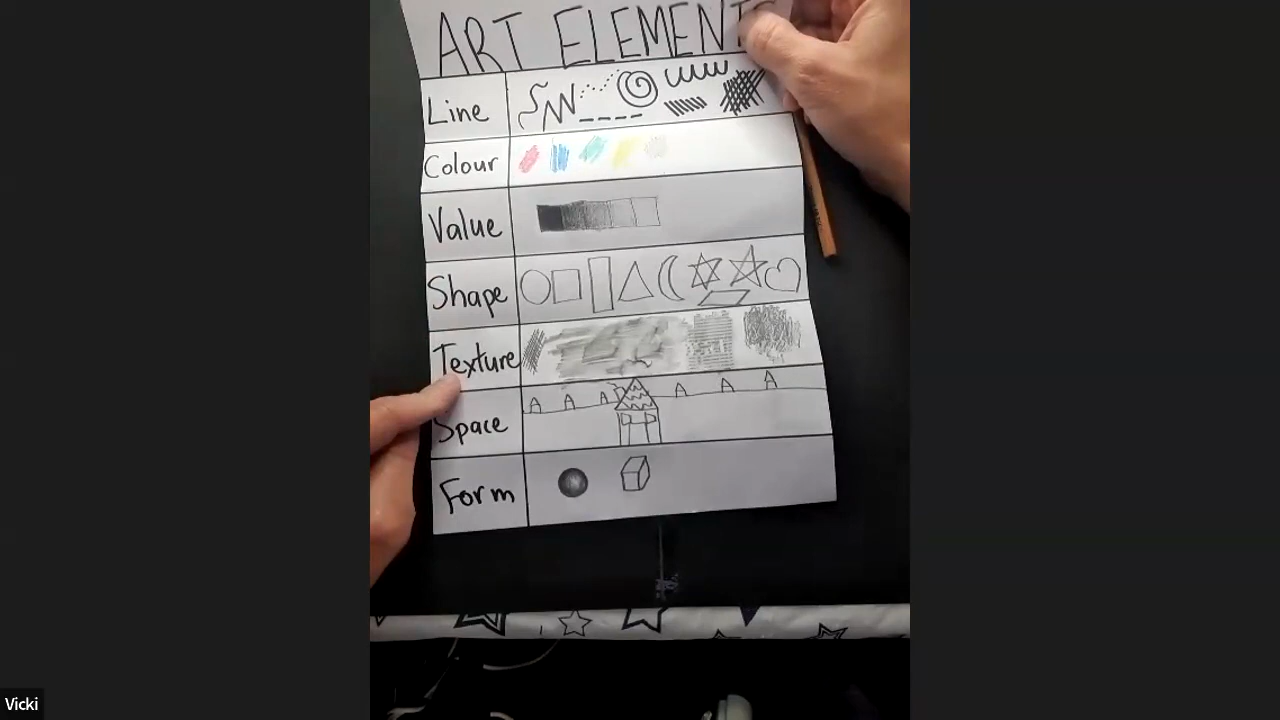 ART ELEMENTS
Line
Colour
Value
Shape
Texture
Space
Form
Vicki